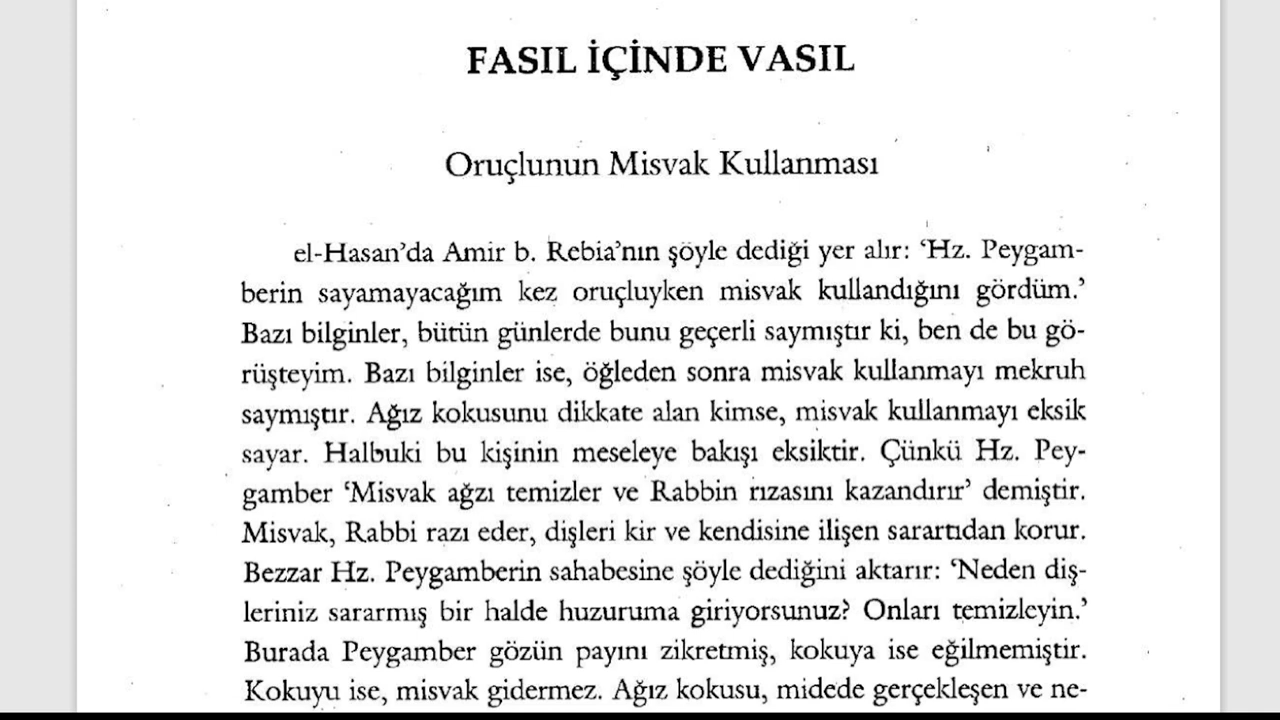 FASIL İÇİNDE VASIL
Oruçlunun Misvak Kullanması
el-Hasan'da Amir b. Rebia'nın şöyle dediği yer alır: 'Hz. Peygam-
berin sayamayacağım kez oruçluyken misvak kullandığını gördüm.'
Bazı bilginler, bütün günlerde bunu geçerli saymıştır ki, ben de bu gö-
rüşteyim. Bazı bilginler ise, öğleden sonra misvak kullanmayı mekruh
saymıştır. Ağız kokusunu dikkate alan kimse, misvak kullanmayı eksik
sayar. Halbuki bu kişinin meseleye bakışı eksiktir. Çünkü Hz. Pey-
gamber 'Misvak ağzı temizler ve Rabbin rızasını kazandırır' demiştir.
Misvak, Rabbi razı eder, dişleri kir ve kendisine ilişen sarartıdan korur.
Bezzar Hz. Peygamberin sahabesine şöyle dediğini aktarır: 'Neden diş-
leriniz sararmış bir halde huzuruma giriyorsunuz? Onları temizleyin.'
Burada Peygamber gözün payını zikretmiş, kokuya ise eğilmemiştir.
Kokuyu ise, misvak gidermez. Ağız kokusu, midede gerçekleşen ve ne-